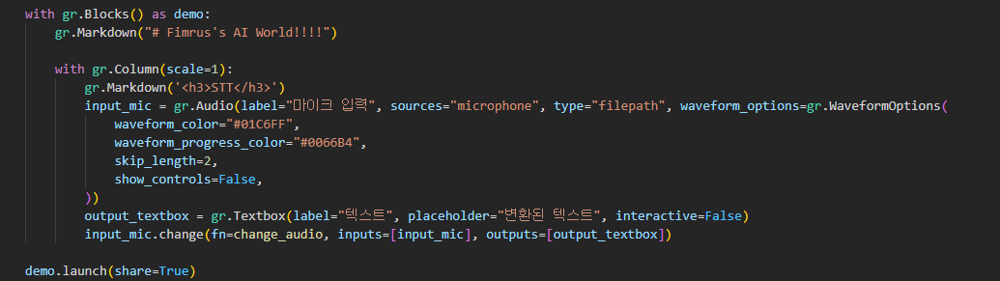 with gr.Blocks() as demo:
    gr.Markdown("# Fimrus's AI World!!!!")

    with gr.Column(scale=1):
        gr.Markdown('<h3>STT</h3>')
        input_mic = gr.Audio(label="마이크 입력", sources="microphone", type="filepath", waveform_options=gr.WaveformOptions(
            waveform_color="#01C6FF",
            waveform_progress_color="#0066B4",
            skip_length=2,
            show_controls=False,
        ))
        output_textbox = gr.Textbox(label="텍스트", placeholder="변환된 텍스트", interactive=False)
        input_mic.change(fn=change_audio, inputs=[input_mic], outputs=[output_textbox])

demo.launch(share=True)